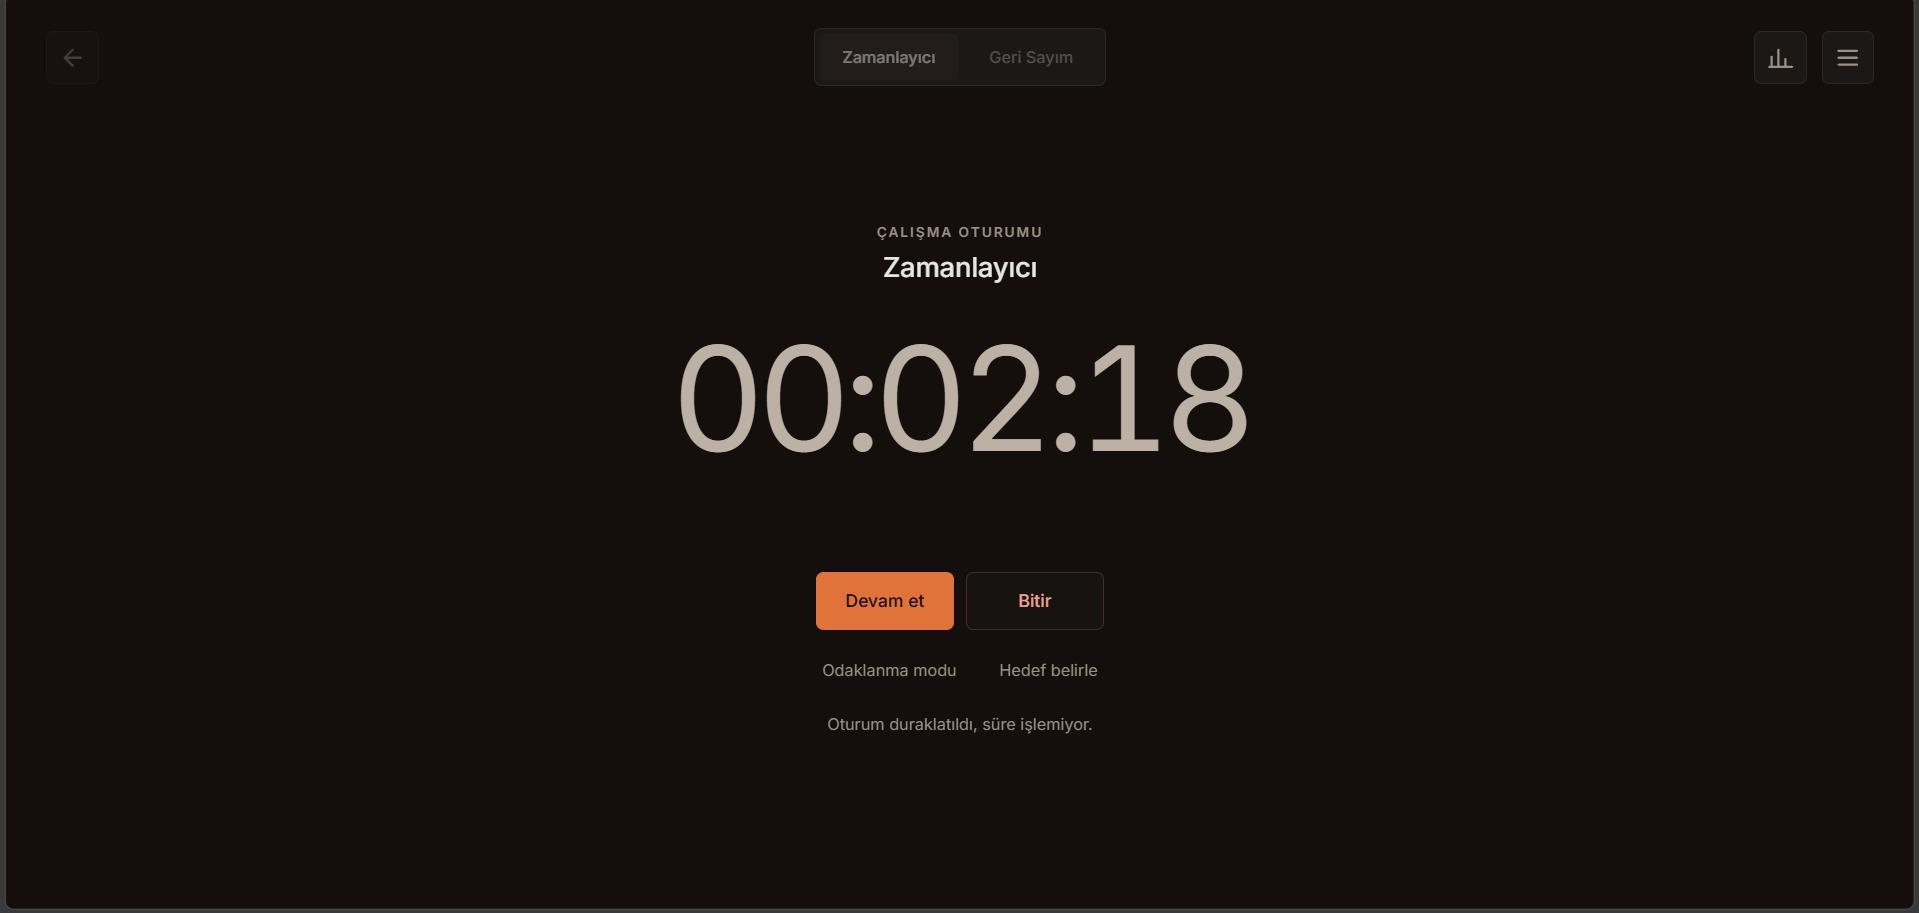 Zamanlayıcı
Geri Sayım
ÇALIŞMA OTURUMU
Zamanlayıcı
00:02:18
Devam et
Bitir
Odaklanma modu
Hedef belirle
Oturum duraklatıldı, süre işlemiyor.